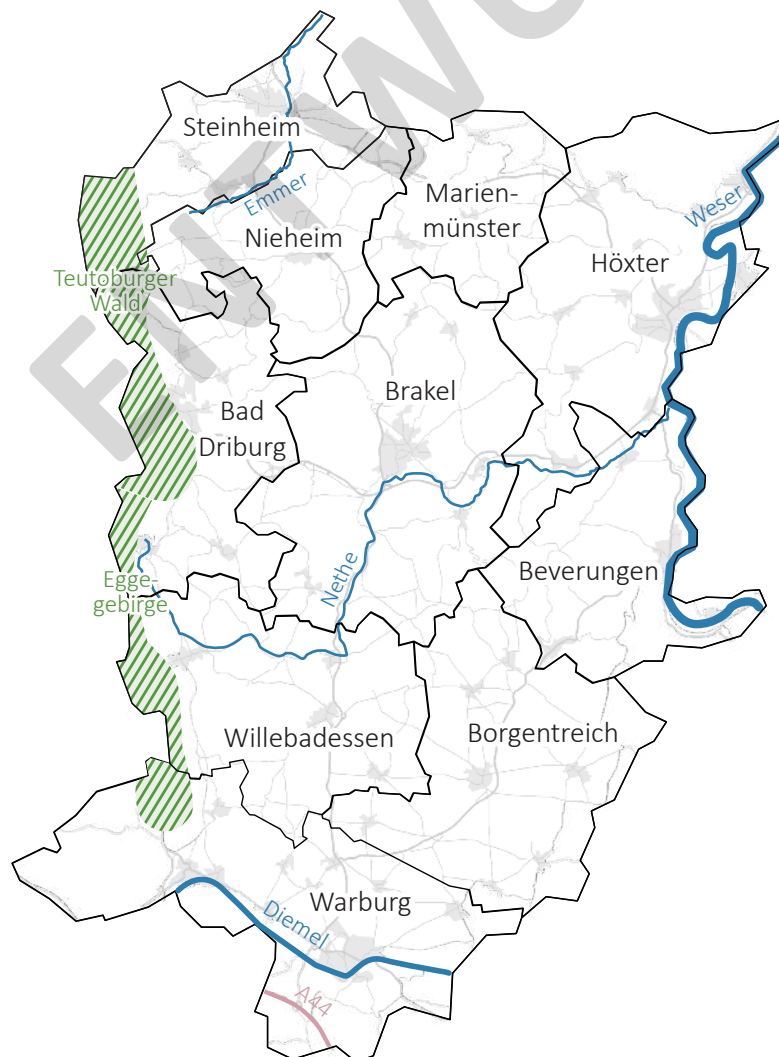 ENTWU
Steinheim
Emmer
Marien-
münster
Weser
Nieheim
Höxter
Teutoburger
Wald
Brakel
Bad
Driburg
Nethe
Beverungen
Egge-
gebirge
Willebadessen
Borgentreich
Warburg
Diemel
A44